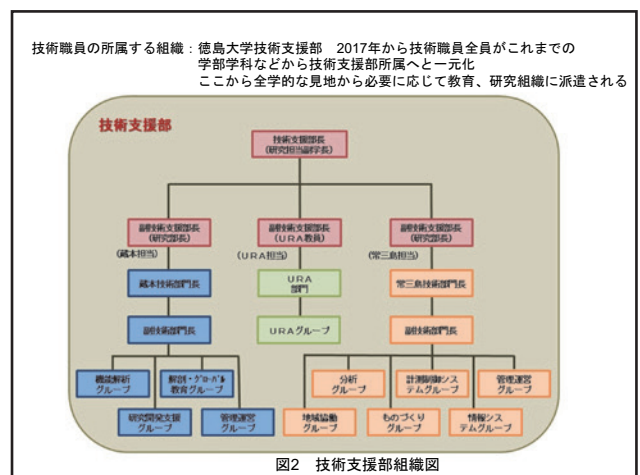 技術職員の所属する組織：徳島大学技術支援部　2017年から技術職員全員がこれまでの
学部学科などから技術支援部所属へと一元化
ここから全学的な見地から必要に応じて教育、研究組織に派遣される
技術支援部
技術支援部長
(研究担当副学長)
副技術支援部長
(研究部長)
副技術支援部長
(URA教員)
副技術支援部長
(研究部長)
(蔵本担当)
(URA担当)
(常三島担当)
蔵本技術部門長
URA
部門
常三島技術部門長
副技術部門長
URAグループ
副技術部門長
機能解析
グループ
解剖・グローバル
教育グループ
分析
グループ
計測制御シス
テムグループ
管理運営
グループ
研究開発支援
グループ
管理運営
グループ
地域協働
グループ
ものづくり
グループ
情報シス
テムグループ
図2　技術支援部組織図